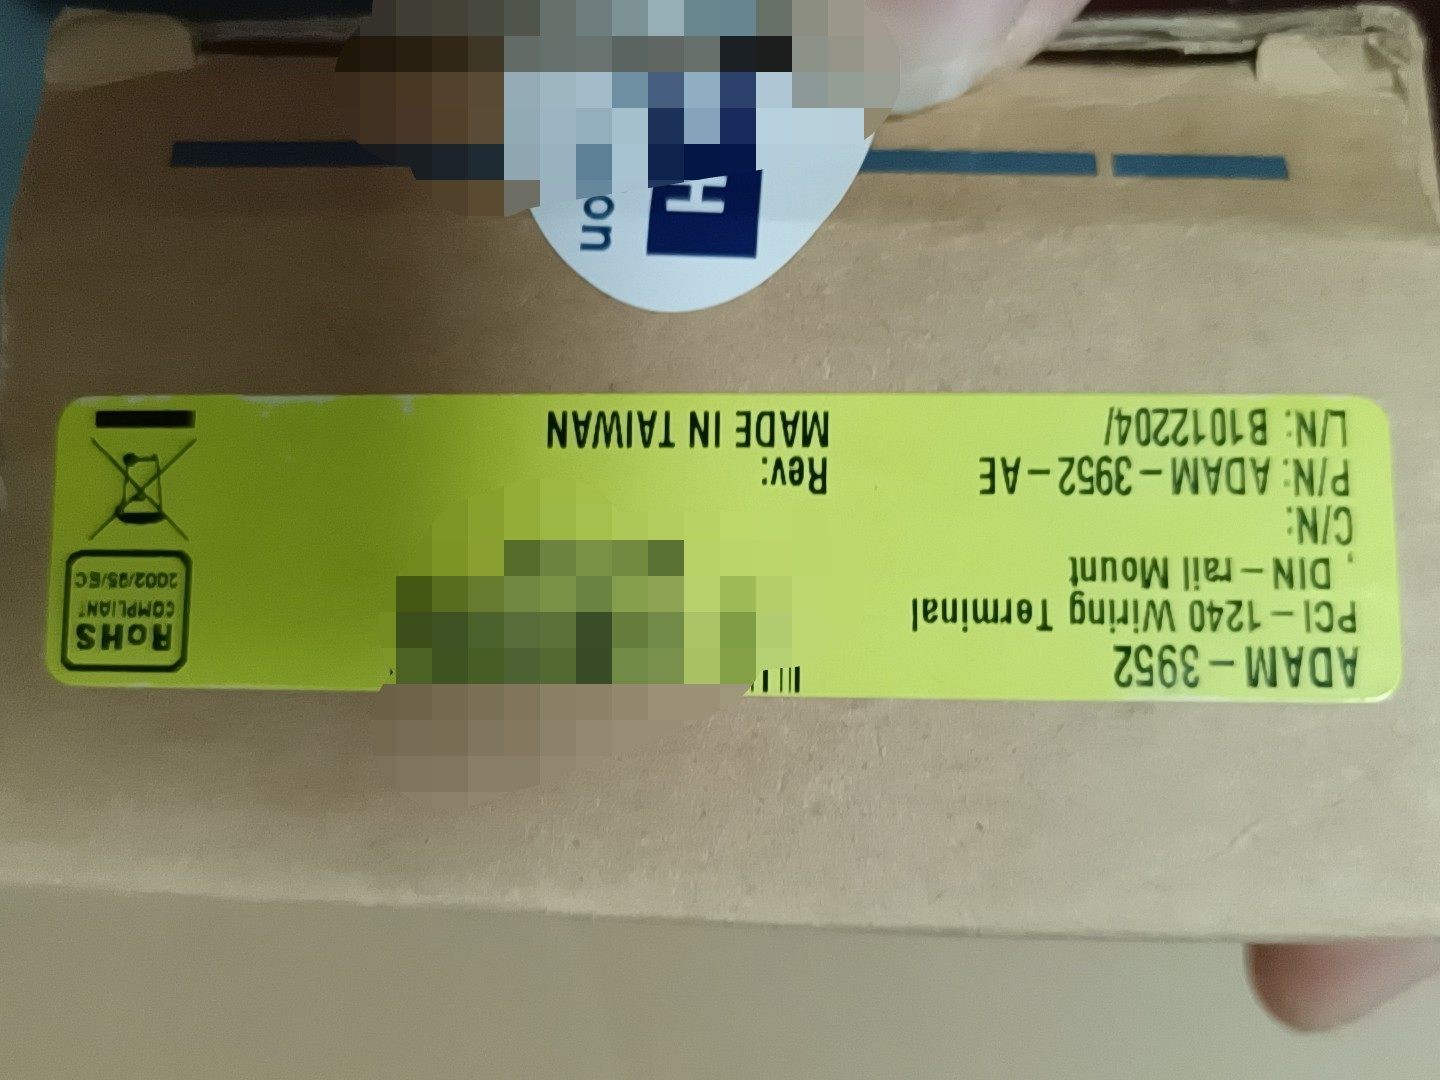 ADAM-3952
PCI-1240 Wiring Terminal
, DIN-rail Mount
C/N:
P/N: ADAM-3952-AE
L/N: B1012204/
Rev:
MADE IN TAIWAN
RoHS
COMPLIANT
2002/95/EC
on
H